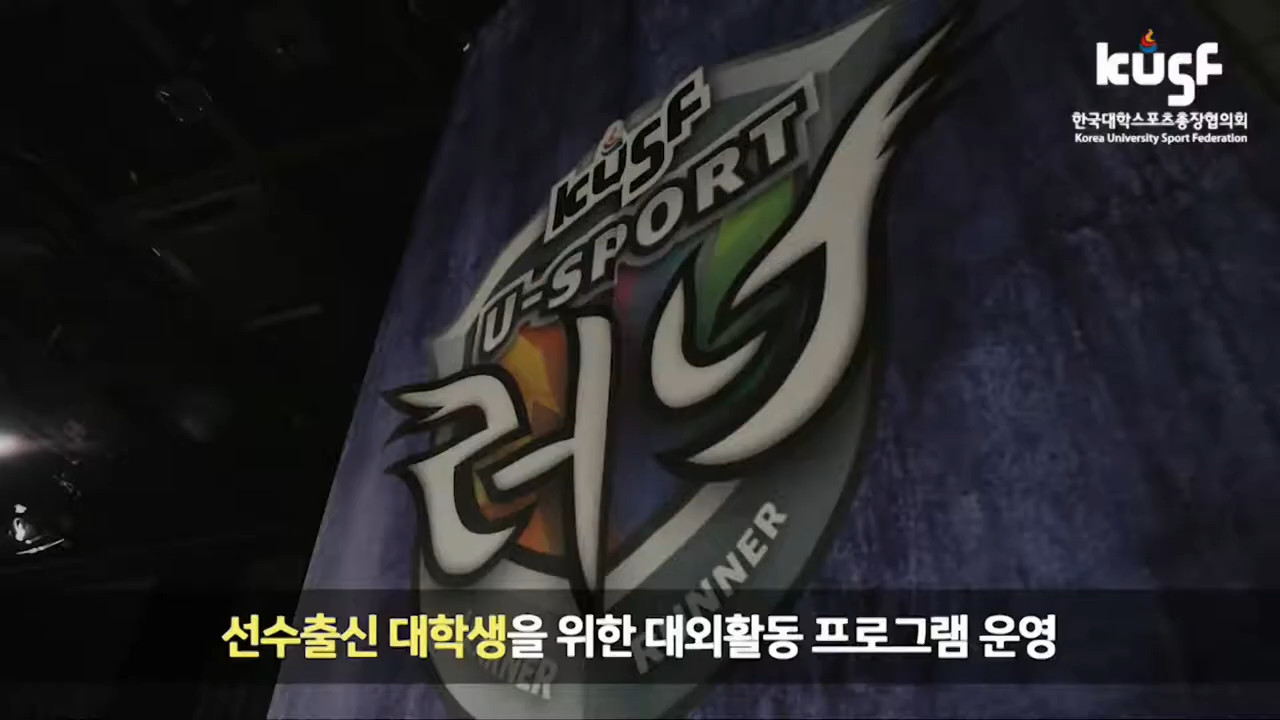 KUSF
한국대학스포츠총장협의회
Korea University Sport Federation
KUSF
U-SPORT
러너
RUNNER
선수출신 대학생을 위한 대외활동 프로그램 운영